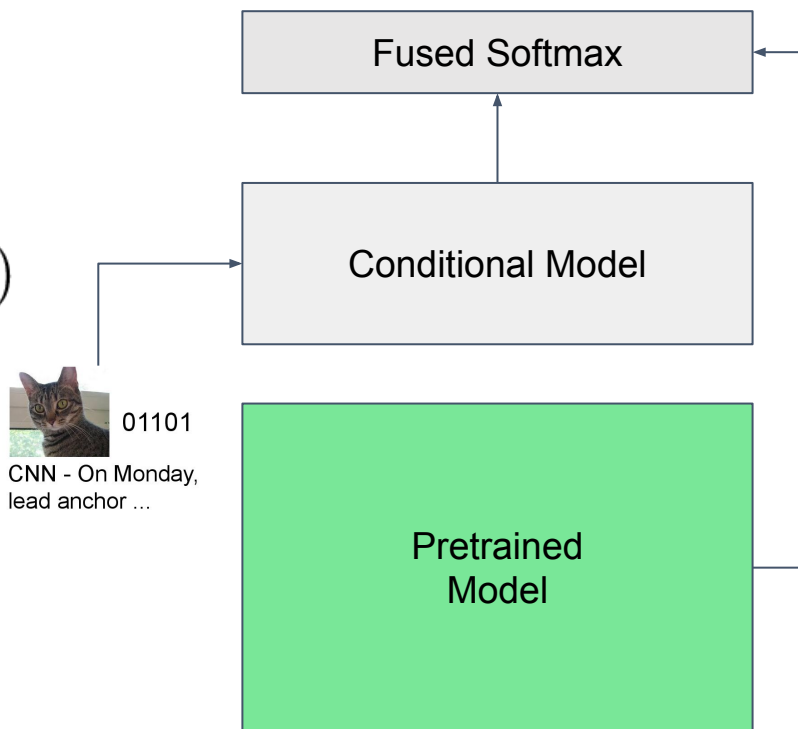 Fused Softmax
Conditional Model
01101
CNN - On Monday,
lead anchor ...
Pretrained
Model